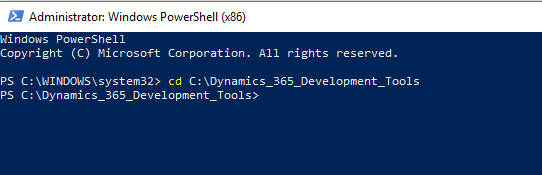 Administrator: Windows PowerShell (x86)
Windows PowerShell
Copyright (C) Microsoft Corporation. All rights reserved.
PS C:\WINDOWS\system32> cd C:\Dynamics_365_Development_Tools
PS C:\Dynamics_365_Development_Tools>